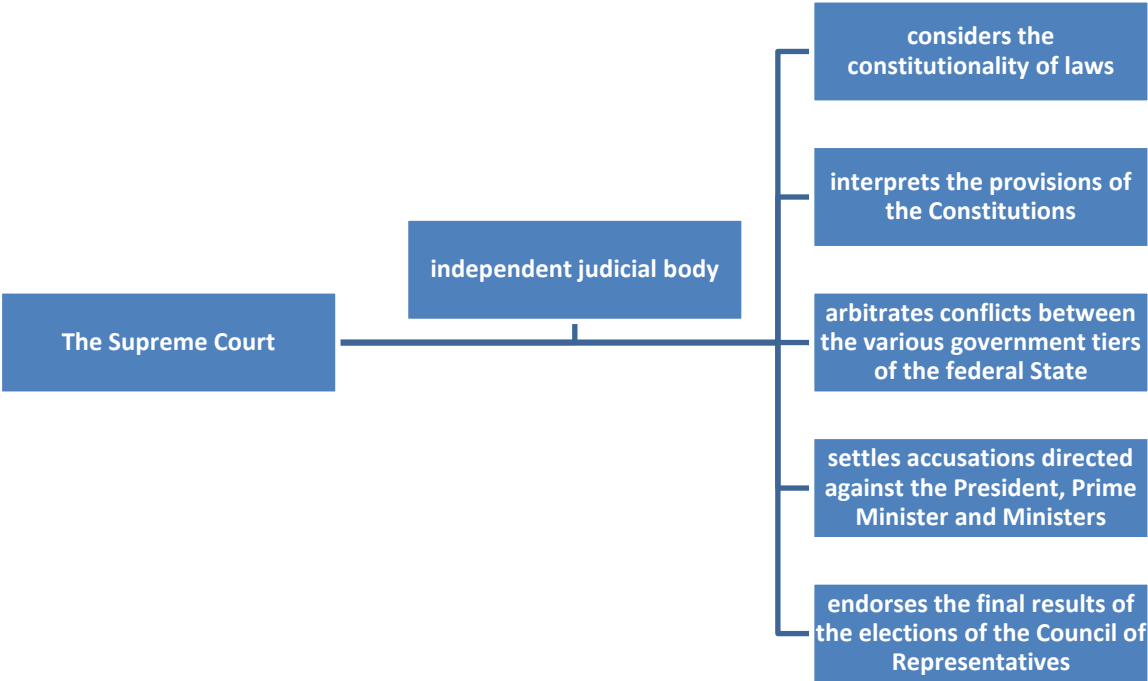 The Supreme Court
independent judicial body
considers the
constitutionality of laws
interprets the provisions of
the Constitutions
arbitrates conflicts between
the various government tiers
of the federal State
settles accusations directed
against the President, Prime
Minister and Ministers
endorses the final results of
the elections of the Council of
Representatives